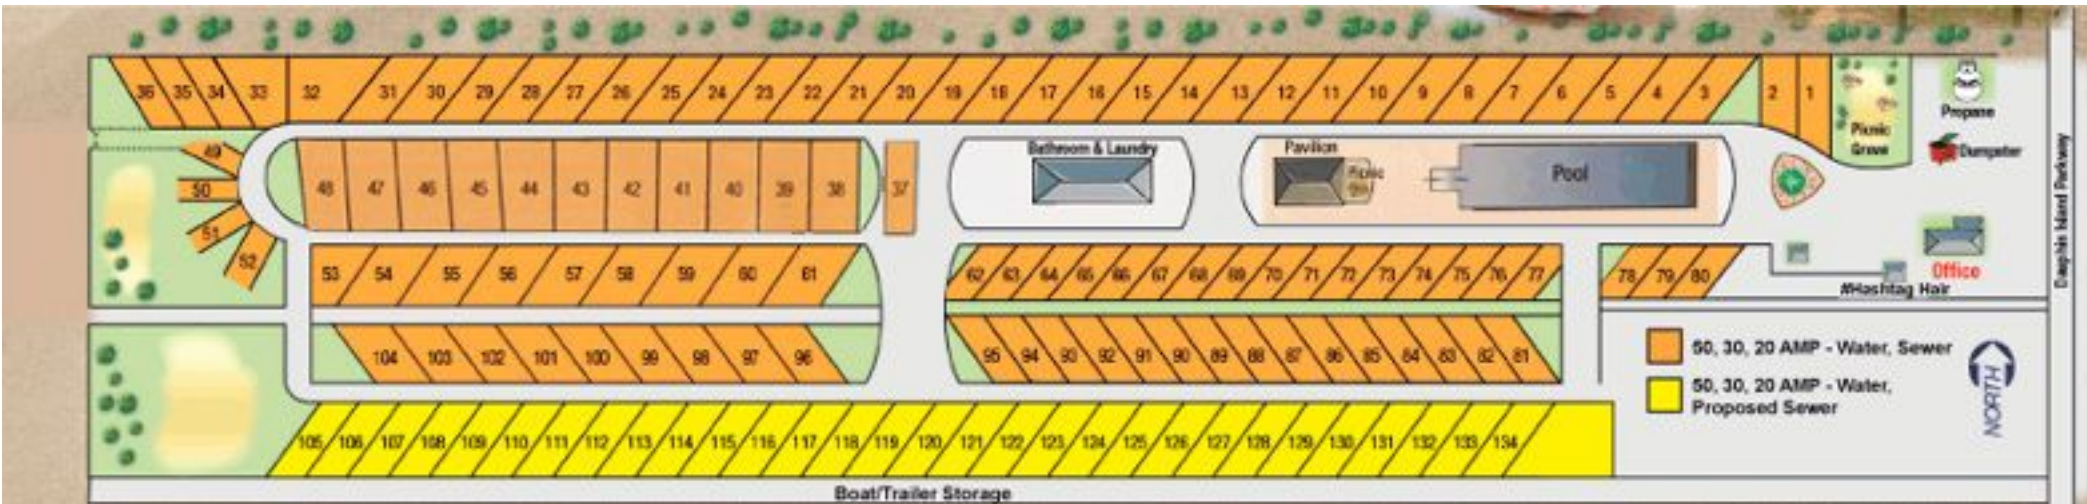 36 35 34 33 32 31 30 29 28 27 26 25 24 23 22 21 20 19 18 17 16 15 14 13 12 11 10 9 8 7 6 5 4 3 2 1
Propane
Picnic
Grove
Dumpster
49
50
51
52
48 47 46 45 44 43 42 41 40 39 38 37
Bathroom & Laundry
Pavilion
Picnic
Pool
Dauphin Island Parkway
53 54 55 56 57 58 59 60 61
62 63 64 65 66 67 68 69 70 71 72 73 74 75 76 77
78 79 80
Office
#Hashtag Hair
104 103 102 101 100 99 98 97 96
95 94 90 92 91 90 89 88 87 86 85 84 83 82 81
50, 30, 20 AMP - Water, Sewer
50, 30, 20 AMP - Water,
Proposed Sewer
NORTH
105 106 107 108 109 110 111 112 113 114 115 116 117 118 119 120 121 122 123 124 125 126 127 128 129 130 131 132 133 134
Boat/Trailer Storage